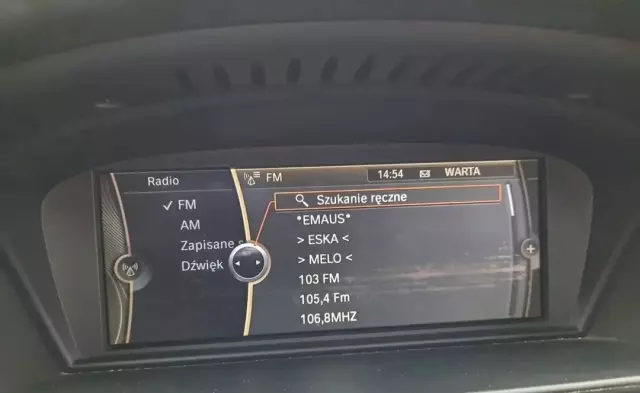 Radio
FM
AM
Zapisane s
Dźwięk
FM
14:54 WARTA
Szukanie ręczne
*EMAUS*
> ESKA <
> MELO <
103 FM
105,4 Fm
106,8MHZ